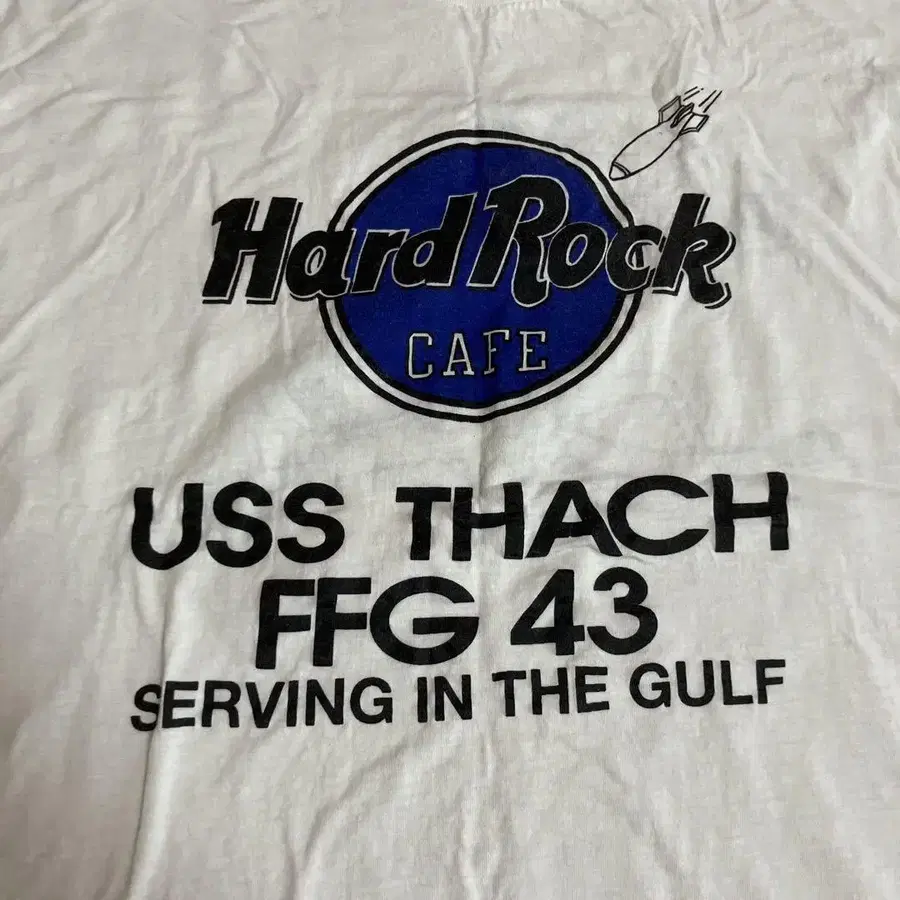 Hard Rock
CAFE
USS THACH
FFG 43
SERVING IN THE GULF